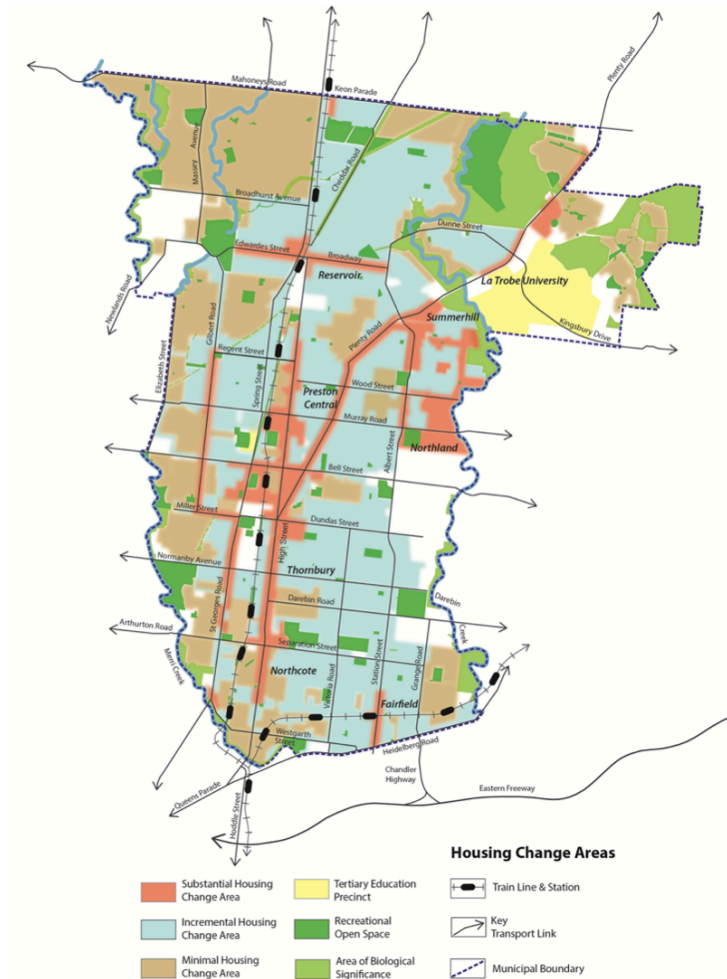 Mahoneys Road
Keon Parade
Plenty Road
Massey
Avenue
Cheddar Road
Broadhurst Avenue
Dunne Street
Edwardes Street
Broadway
Reservoir
La Trobe University
Newlands Road
Summerhill
Kingsbury Drive
Gilbert Road
Elizabeth Street
Plenty Road
Regent Street
Spring Street
Wood Street
Preston
Central
Murray Road
Albert Street
Northland
Bell Street
Miller Street
Dundas Street
High Street
Normanby Avenue
Thornbury
Darebin Road
Darebin
Creek
St Georges Road
Arthurton Road
Separation Street
Merri Creek
Northcote
Victoria Road
Station Street
Grange Road
Fairfield
Westgarth
Street
Heidelberg Road
Chandler
Highway
Queens Parade
Eastern Freeway
Hoddle Street
Housing Change Areas
Substantial Housing
Change Area
Tertiary Education
Precinct
Train Line & Station
Incremental Housing
Change Area
Recreational
Open Space
Key
Transport Link
Minimal Housing
Change Area
Area of Biological
Significance
Municipal Boundary